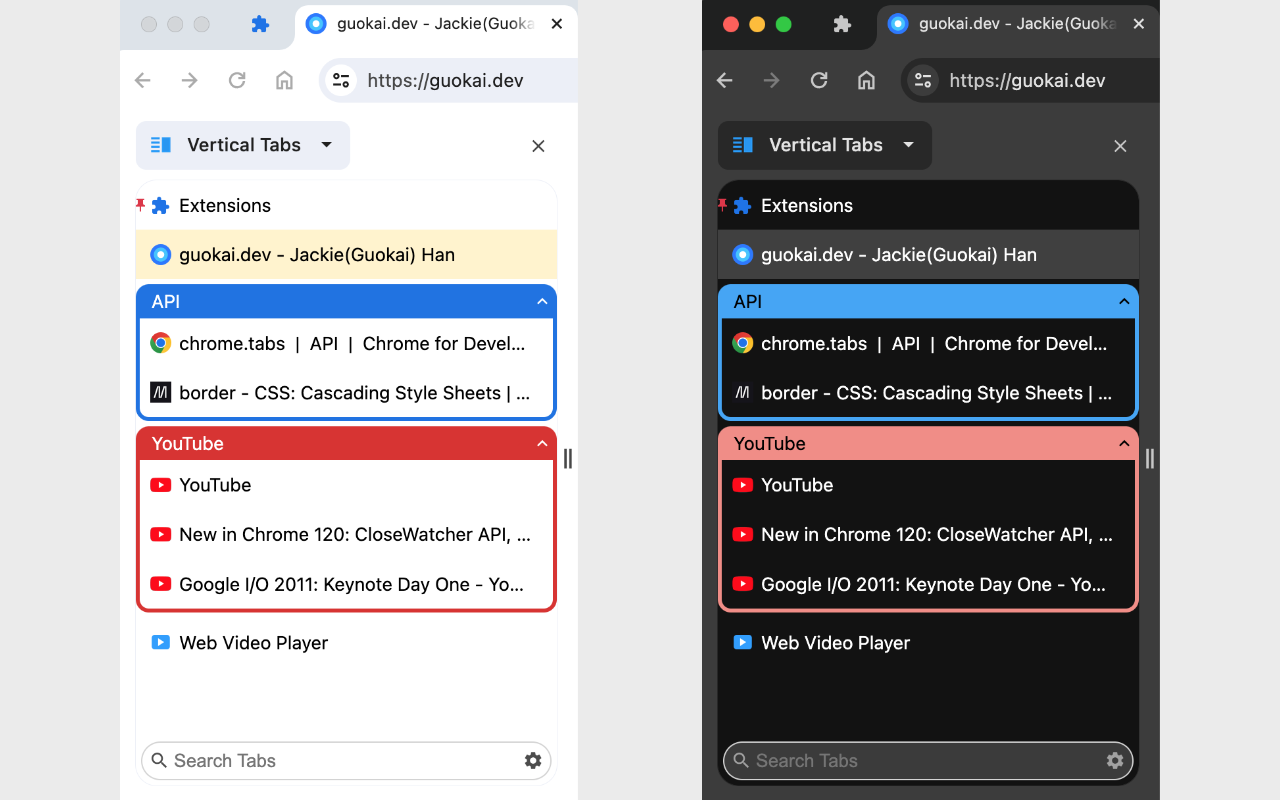 guokai.dev - Jackie(Guoka
https://guokai.dev
Vertical Tabs
Extensions
guokai.dev - Jackie(Guokai) Han
API
chrome.tabs | API | Chrome for Devel...
border - CSS: Cascading Style Sheets | ...
YouTube
YouTube
New in Chrome 120: CloseWatcher API, ...
Google I/O 2011: Keynote Day One - Yo...
Web Video Player
Search Tabs
guokai.dev - Jackie(Guoka
https://guokai.dev
Vertical Tabs
Extensions
guokai.dev - Jackie(Guokai) Han
API
chrome.tabs | API | Chrome for Devel...
border - CSS: Cascading Style Sheets | ...
YouTube
YouTube
New in Chrome 120: CloseWatcher API, ...
Google I/O 2011: Keynote Day One - Yo...
Web Video Player
Search Tabs